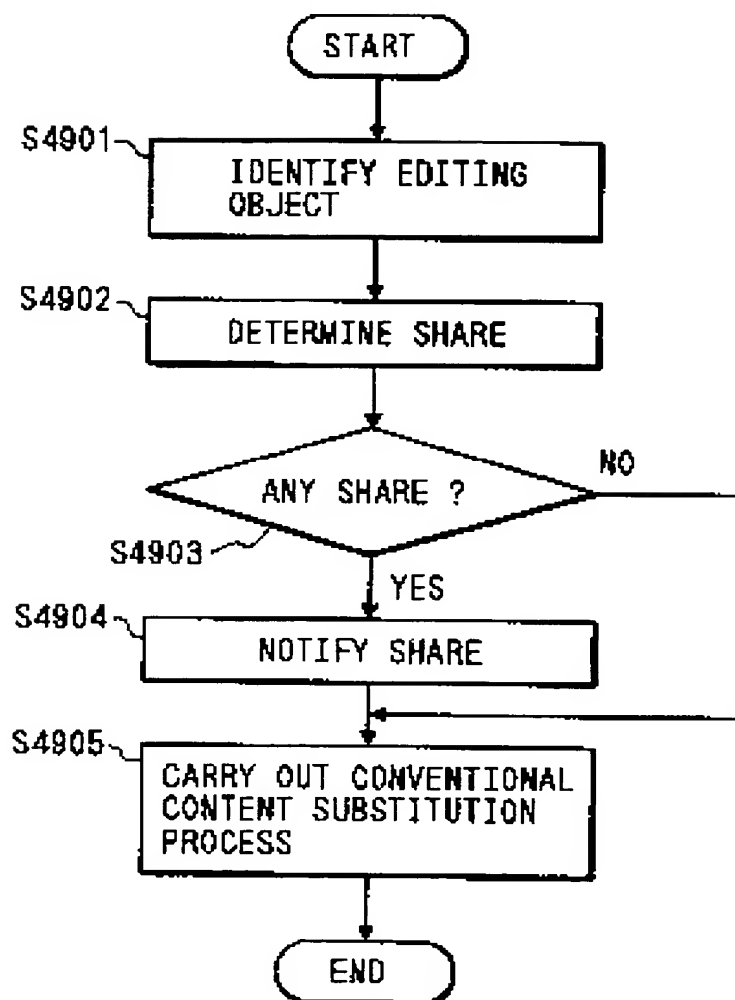 START
S4901
IDENTIFY EDITING
OBJECT
S4902
DETERMINE SHARE
ANY SHARE ?
NO
S4903
YES
S4904
NOTIFY SHARE
S4905
CARRY OUT CONVENTIONAL
CONTENT SUBSTITUTION
PROCESS
END